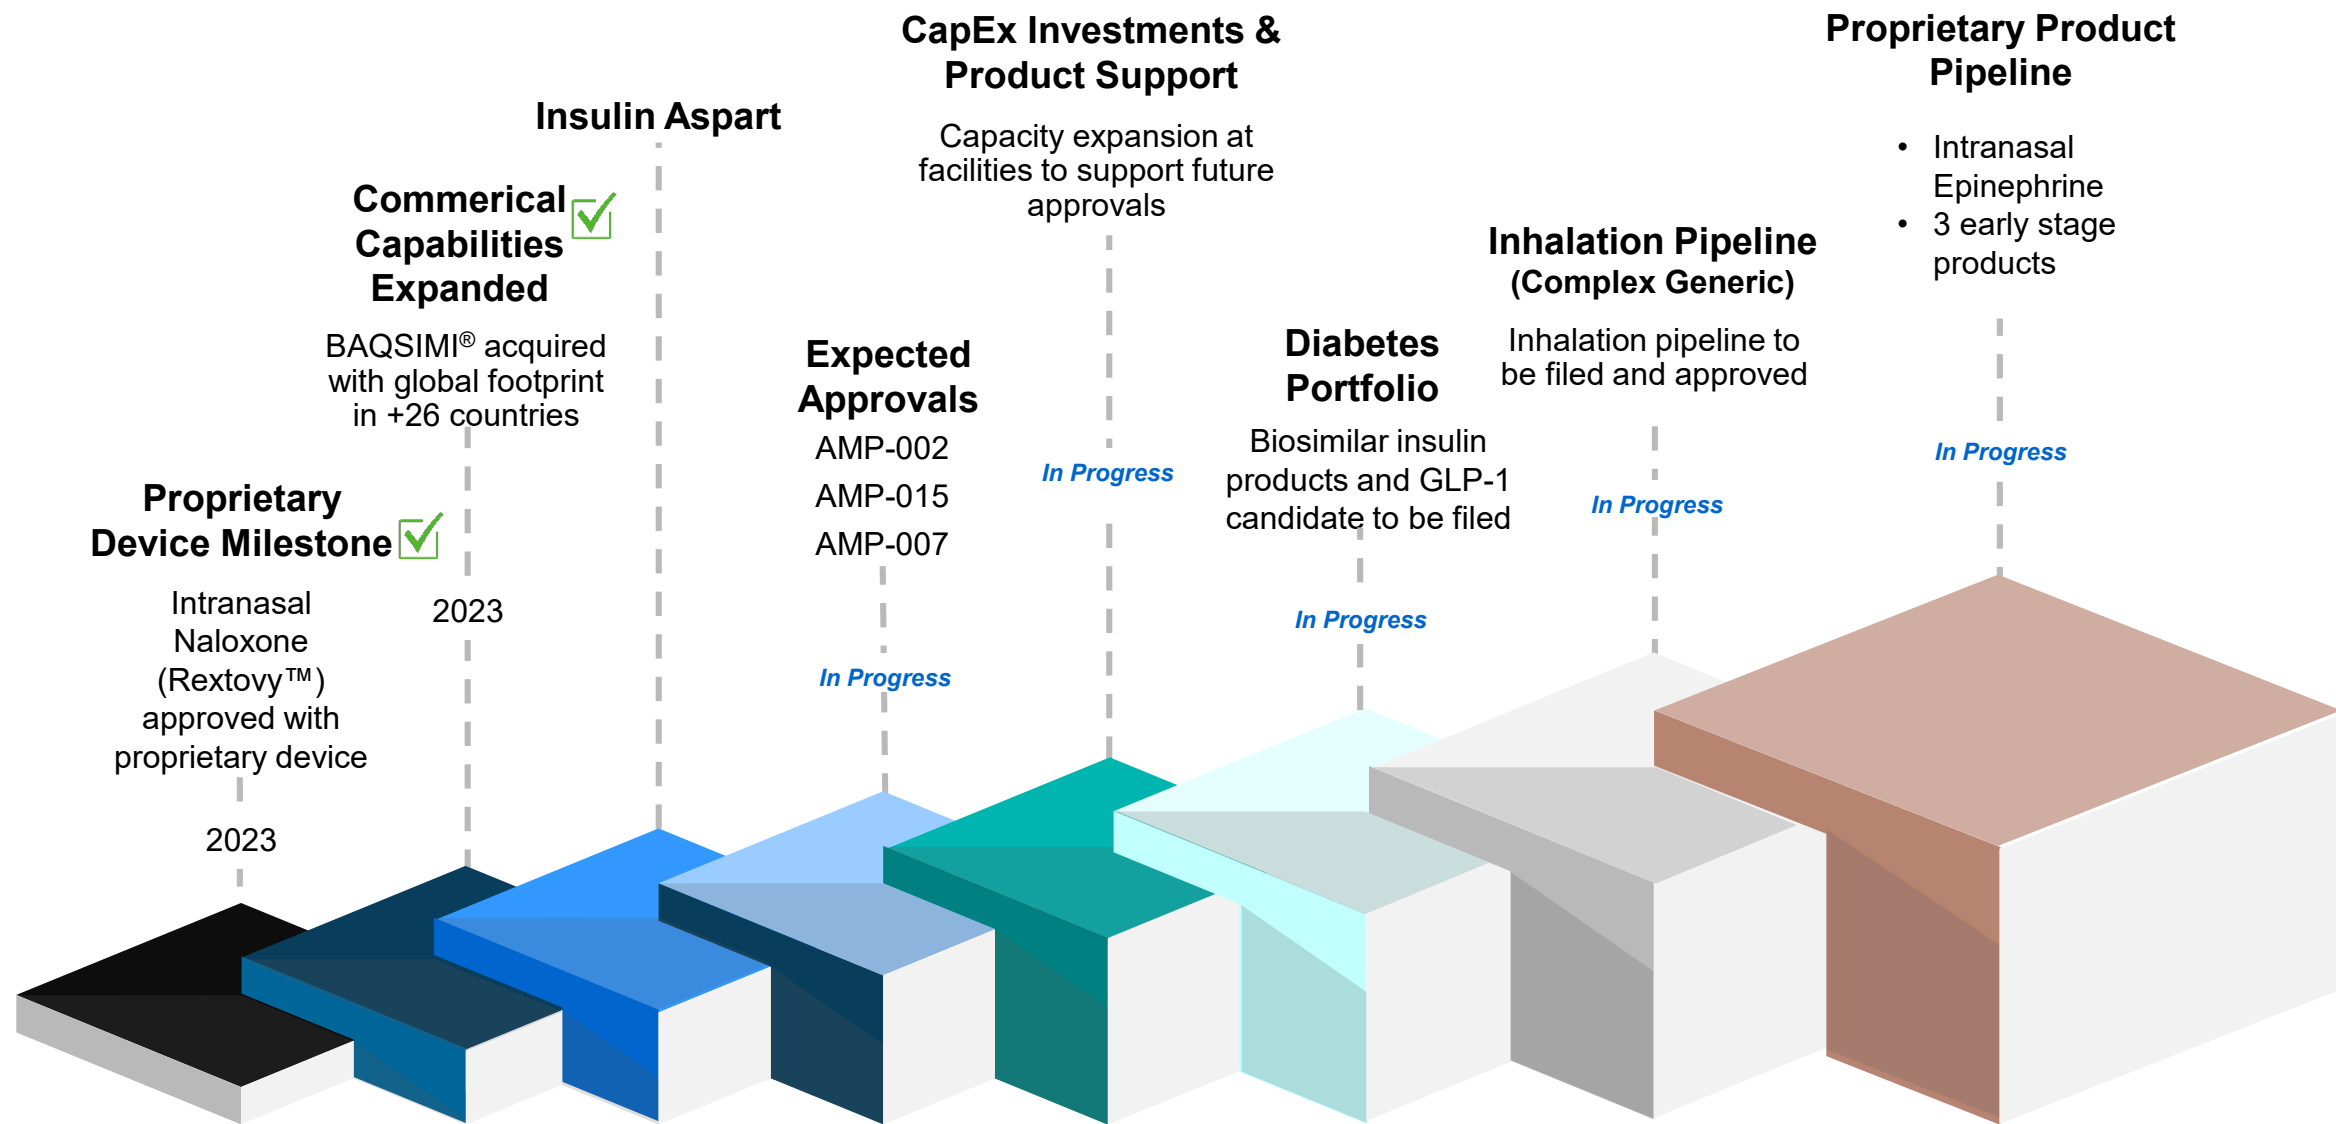 Proprietary
Device Milestone
Intranasal
Naloxone
(Rextovy™)
approved with
proprietary device
2023
Commerical
Capabilities
Expanded
BAQSIMI® acquired
with global footprint
in +26 countries
2023
Insulin Aspart
Expected
Approvals
AMP-002
AMP-015
AMP-007
In Progress
CapEx Investments &
Product Support
Capacity expansion at
facilities to support future
approvals
In Progress
Diabetes
Portfolio
Biosimilar insulin
products and GLP-1
candidate to be filed
In Progress
Inhalation Pipeline
(Complex Generic)
Inhalation pipeline to
be filed and approved
In Progress
Proprietary Product
Pipeline
• Intranasal
Epinephrine
• 3 early stage
products
In Progress